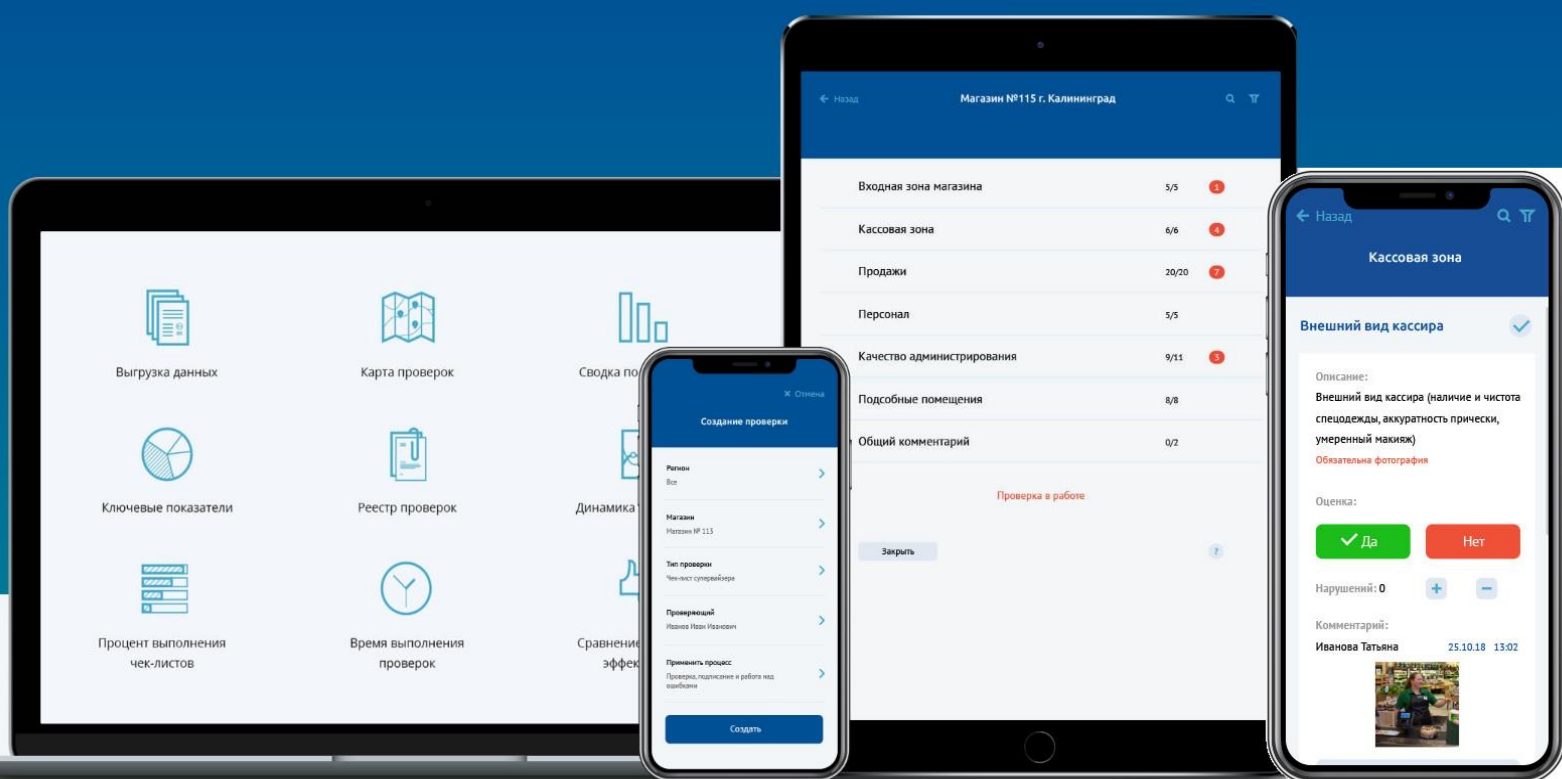 Выгрузка данных
Карта проверок
Сводка по
Ключевые показатели
Реестр проверок
Динамика
Процент выполнения
чек-листов
Время выполнения
проверок
Сравнение
эффек
Отмена
Создание проверки
Регион
Все
Магазин
Магазин № 113
Тип проверки
Чек-лист супервайзера
Проверяющий
Иванов Иван Иванович
Применить процесс
Проверка, подписание и работа над
ошибками
Создать
Назад
Магазин №115 г. Калининград
Входная зона магазина 5/5 1
Кассовая зона 6/6 4
Продажи 20/20 7
Персонал 5/5
Качество администрирования 9/11 3
Подсобные помещения 8/8
Общий комментарий 0/2
Проверка в работе
Закрыть ?
Назад
Кассовая зона
Внешний вид кассира
Описание:
Внешний вид кассира (наличие и чистота
спецодежды, аккуратность прически,
умеренный макияж)
Обязательна фотография
Оценка:
Да Нет
Нарушений: 0 + −
Комментарий:
Иванова Татьяна 25.10.18 13:02